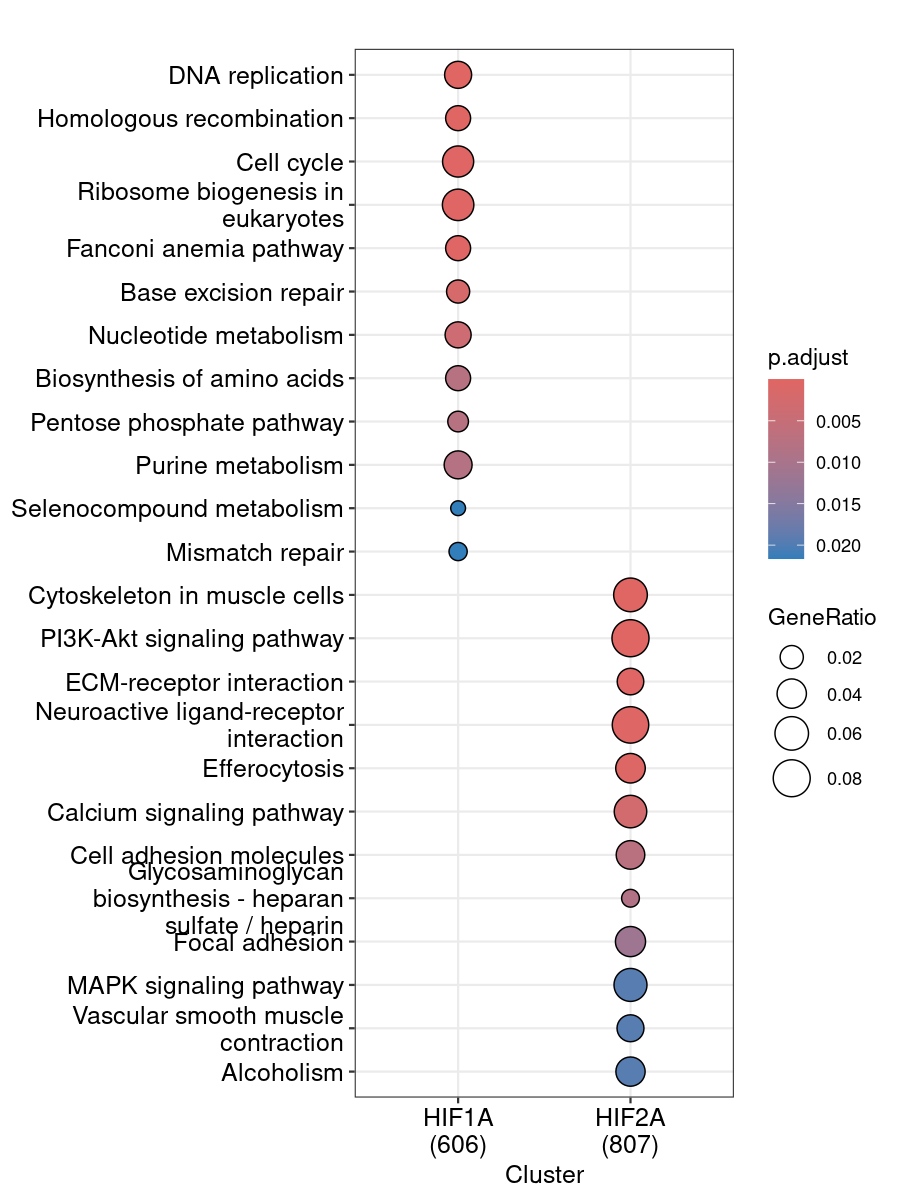 DNA replication
Homologous recombination
Cell cycle
Ribosome biogenesis in
eukaryotes
Fanconi anemia pathway
Base excision repair
Nucleotide metabolism
Biosynthesis of amino acids
Pentose phosphate pathway
Purine metabolism
Selenocompound metabolism
Mismatch repair
Cytoskeleton in muscle cells
PI3K-Akt signaling pathway
ECM-receptor interaction
Neuroactive ligand-receptor
interaction
Efferocytosis
Calcium signaling pathway
Cell adhesion molecules
Glycosaminoglycan
biosynthesis - heparan
sulfate / heparin
Focal adhesion
MAPK signaling pathway
Vascular smooth muscle
contraction
Alcoholism
HIF1A
(606)
HIF2A
(807)
Cluster
p.adjust
0.005
0.010
0.015
0.020
GeneRatio
0.02
0.04
0.06
0.08